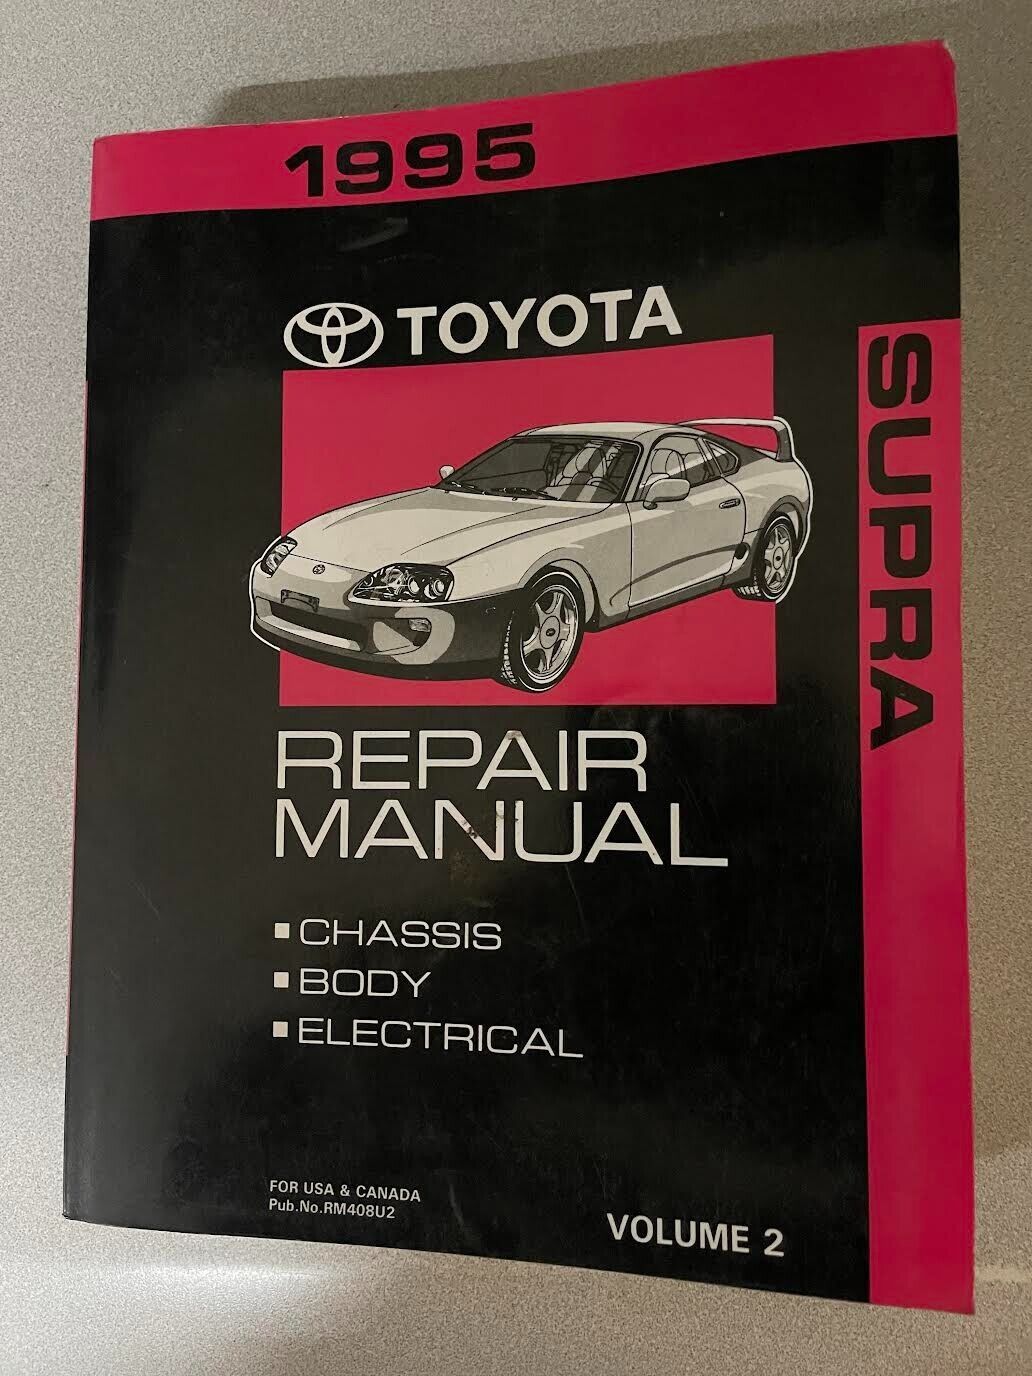 1995
TOYOTA
SUPRA
REPAIR
MANUAL
▪ CHASSIS
▪ BODY
▪ ELECTRICAL
FOR USA & CANADA
Pub.No.RM408U2
VOLUME 2